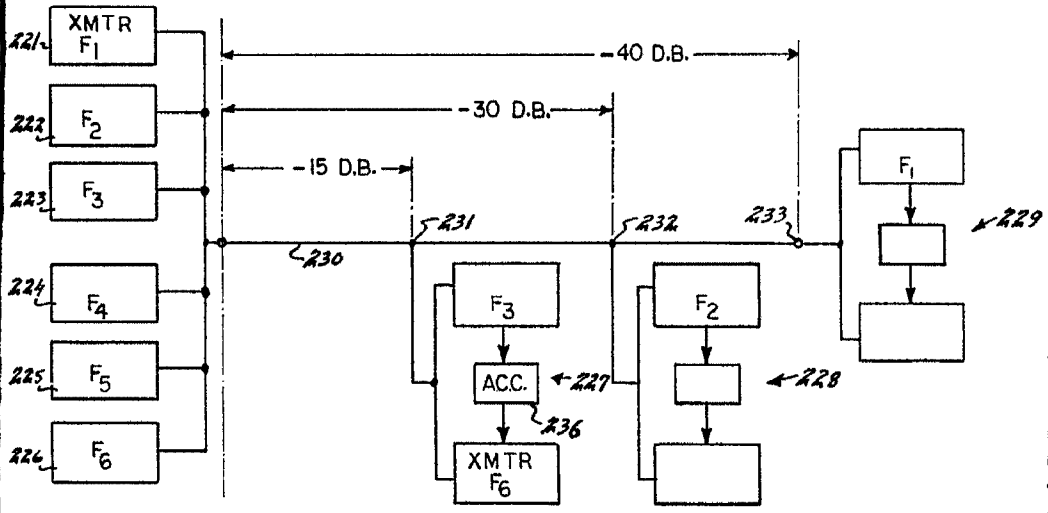 XMTR
F1
221
-40 D.B.
F2
222
-30 D.B.
F3
223
-15 D.B.
F1
229
231
232
233
230
F4
224
F3
F2
F5
225
ACC.
227
228
236
F6
226
XMTR
F6